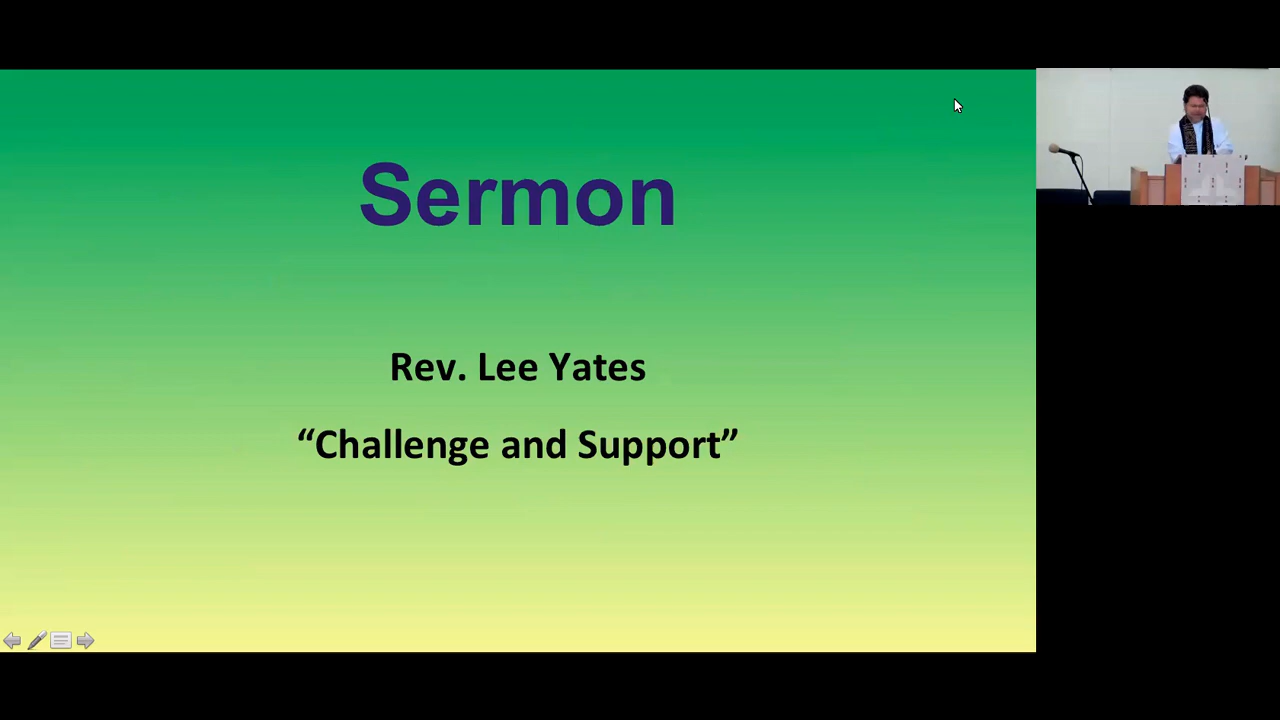 Sermon
Rev. Lee Yates
“Challenge and Support”